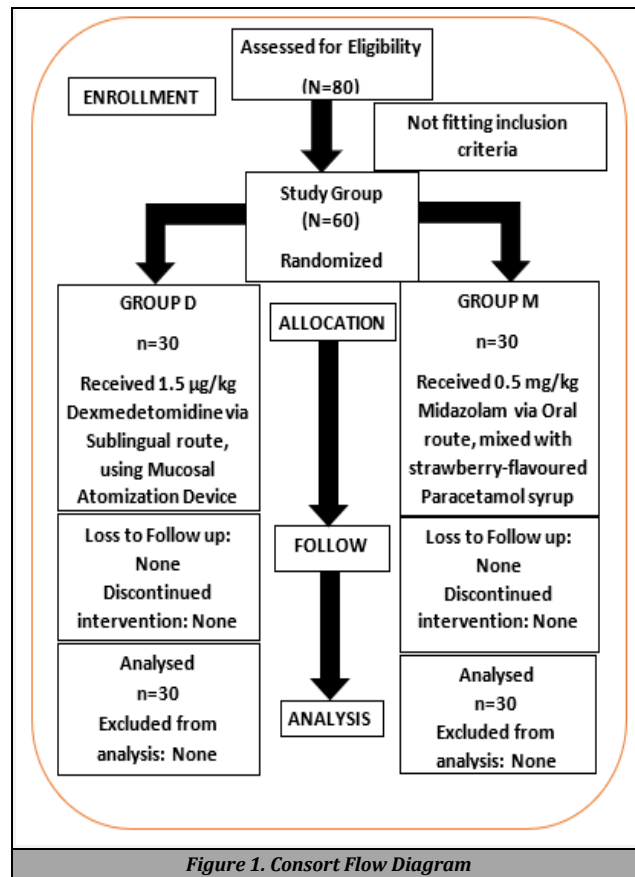 Assessed for Eligibility
(N=80)
ENROLLMENT
Not fitting inclusion
criteria
Study Group
(N=60)
Randomized
GROUP D
n=30
Received 1.5 µg/kg
Dexmedetomidine via
Sublingual route,
using Mucosal
Atomization Device
ALLOCATION
GROUP M
n=30
Received 0.5 mg/kg
Midazolam via Oral
route, mixed with
strawberry-flavoured
Paracetamol syrup
Loss to Follow up:
None
Discontinued
intervention: None
FOLLOW
Loss to Follow up:
None
Discontinued
intervention: None
Analysed
n=30
Excluded from
analysis: None
ANALYSIS
Analysed
n=30
Excluded from
analysis: None
Figure 1. Consort Flow Diagram